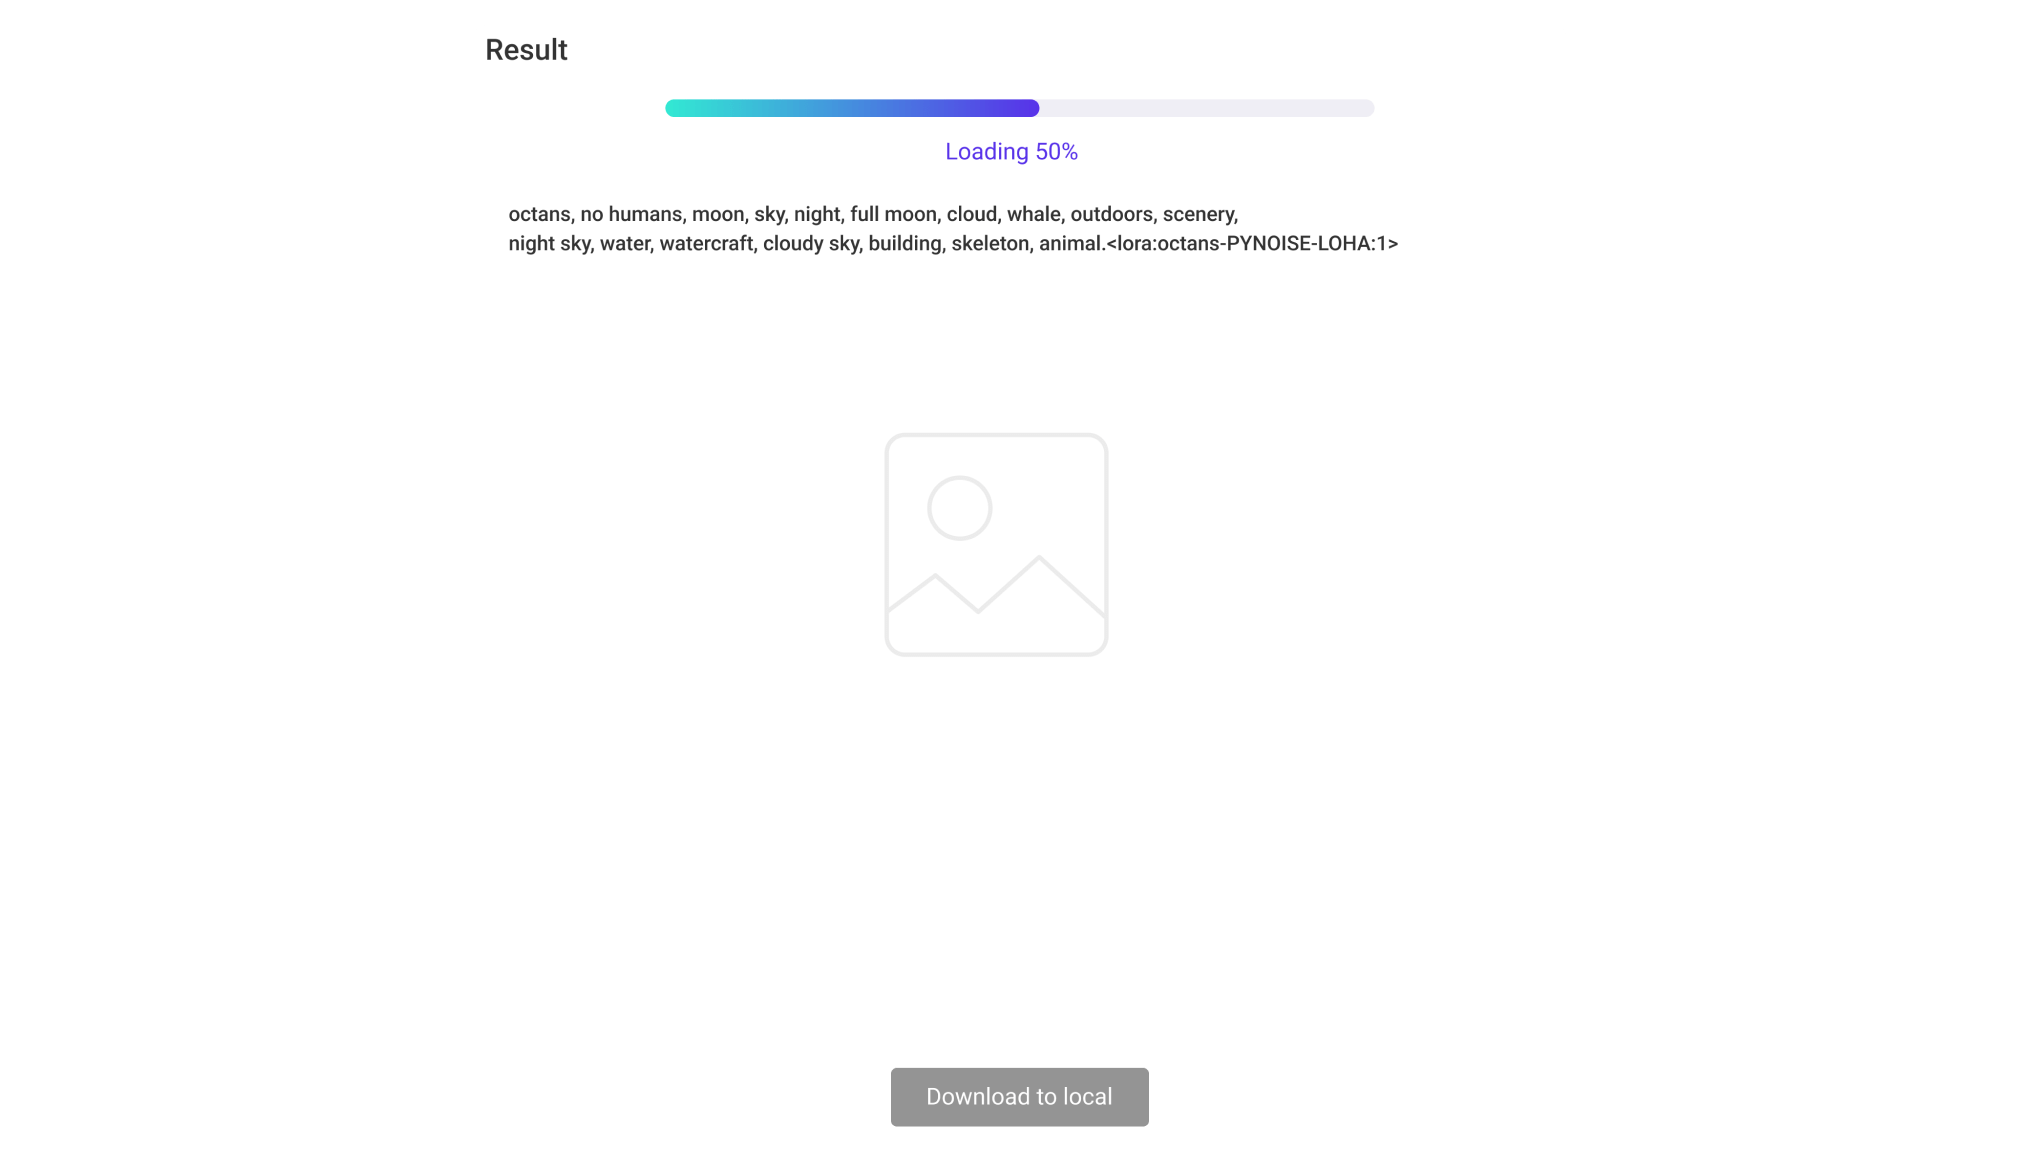 Result
Loading 50%
octans, no humans, moon, sky, night, full moon, cloud, whale, outdoors, scenery,
night sky, water, watercraft, cloudy sky, building, skeleton, animal.<lora:octans-PYNOISE-LOHA:1>
Download to local